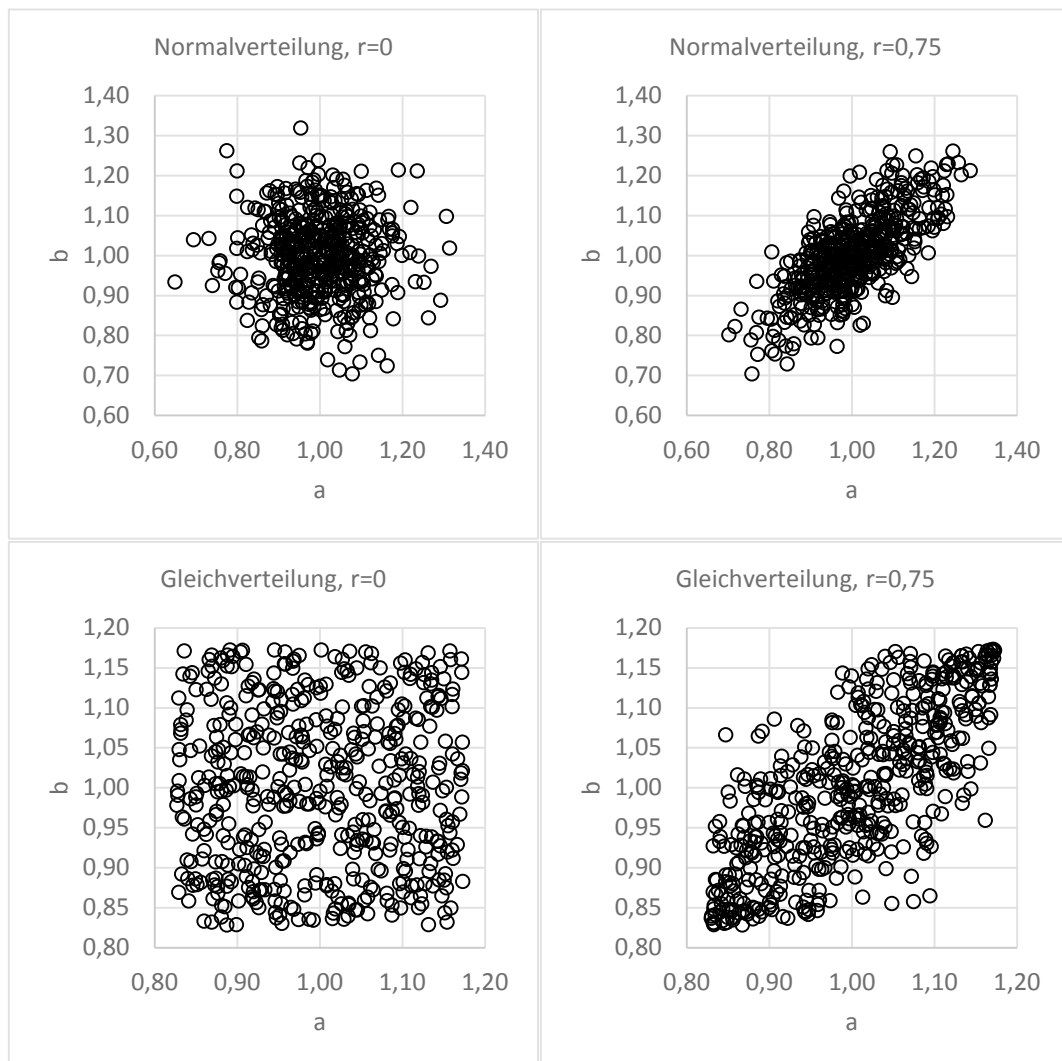 Normalverteilung, r=0
1,40
1,30
1,20
1,10
1,00
0,90
0,80
0,70
0,60
b
0,60 0,80 1,00 1,20 1,40
a
Normalverteilung, r=0,75
1,40
1,30
1,20
1,10
1,00
0,90
0,80
0,70
0,60
b
0,60 0,80 1,00 1,20 1,40
a
Gleichverteilung, r=0
1,20
1,15
1,10
1,05
1,00
0,95
0,90
0,85
0,80
b
0,80 0,90 1,00 1,10 1,20
a
Gleichverteilung, r=0,75
1,20
1,15
1,10
1,05
1,00
0,95
0,90
0,85
0,80
b
0,80 0,90 1,00 1,10 1,20
a